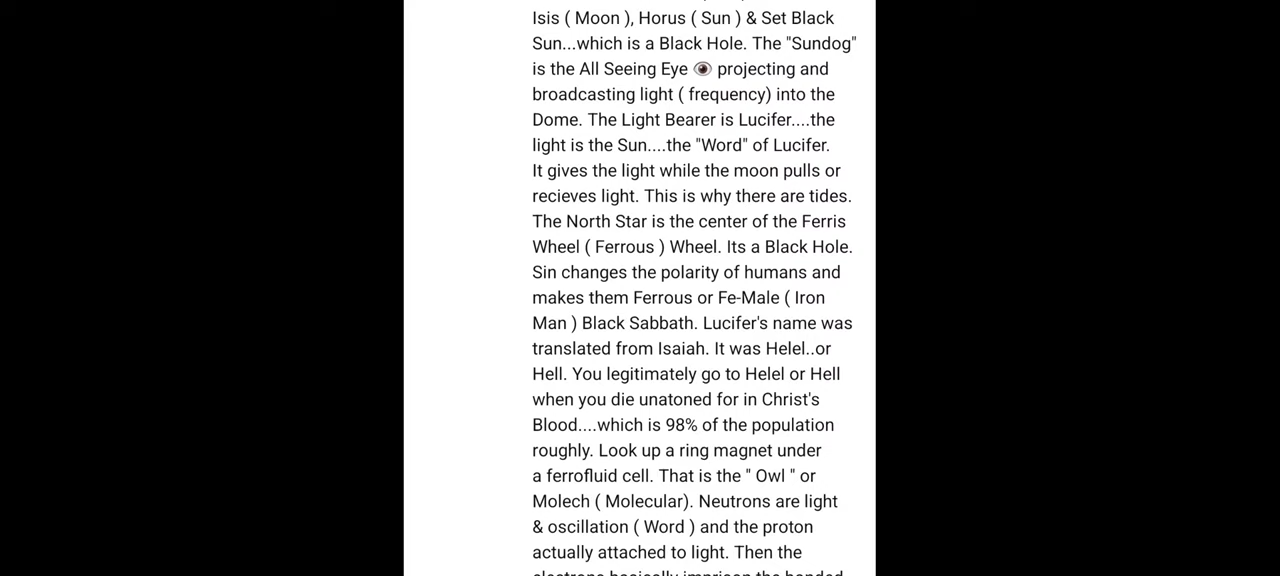 Isis ( Moon ), Horus ( Sun ) & Set Black
Sun...which is a Black Hole. The "Sundog"
is the All Seeing Eye 👁 projecting and
broadcasting light ( frequency) into the
Dome. The Light Bearer is Lucifer....the
light is the Sun....the "Word" of Lucifer.
It gives the light while the moon pulls or
recieves light. This is why there are tides.
The North Star is the center of the Ferris
Wheel ( Ferrous ) Wheel. Its a Black Hole.
Sin changes the polarity of humans and
makes them Ferrous or Fe-Male ( Iron
Man ) Black Sabbath. Lucifer's name was
translated from Isaiah. It was Helel..or
Hell. You legitimately go to Helel or Hell
when you die unatoned for in Christ's
Blood....which is 98% of the population
roughly. Look up a ring magnet under
a ferrofluid cell. That is the " Owl " or
Molech ( Molecular). Neutrons are light
& oscillation ( Word ) and the proton
actually attached to light. Then the
electrons basically imprison the bonded